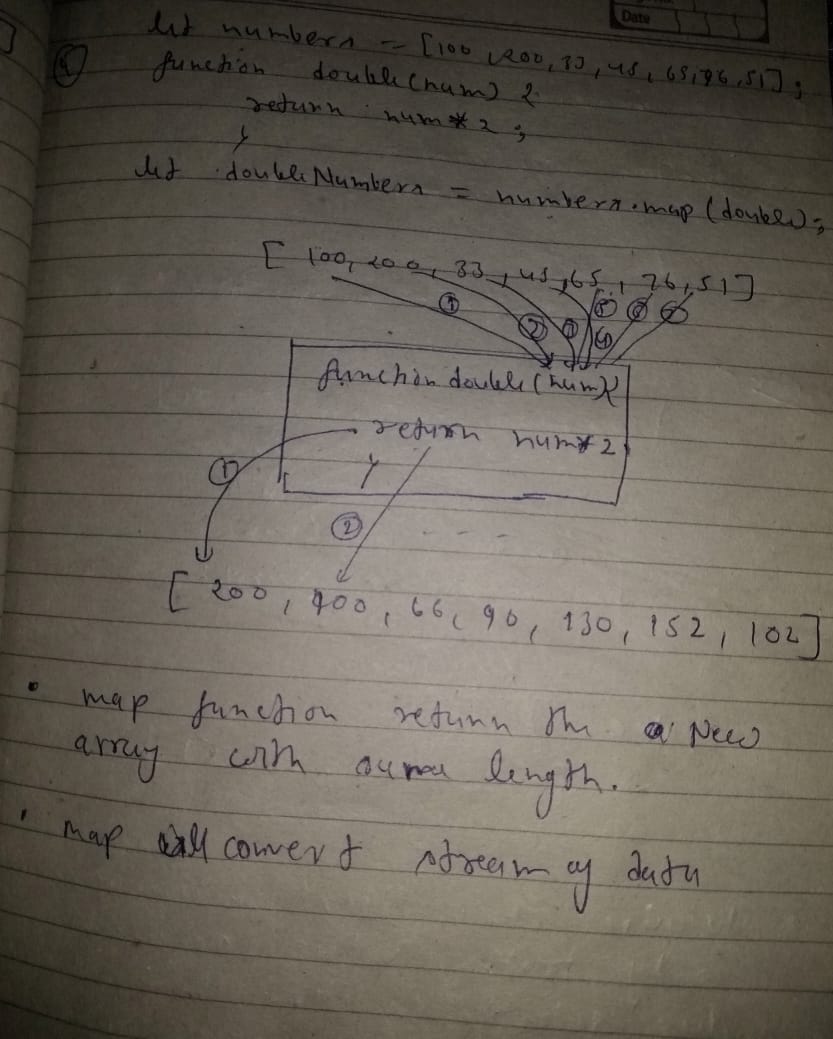 Date
let numbers = [100, 200, 33, 45, 65, 76, 51];
function double(num) {
return num * 2;
}
let doubleNumbers = numbers.map(double);
[100, 200, 33, 45, 65, 76, 51]
① ② ③ ④ ⑤ ⑥ ⑦
function double(num){
return num * 2
}
①
②
- - -
[200, 400, 66, 90, 130, 152, 102]
• map function return the a New
array with same length.
• map will convert stream of data